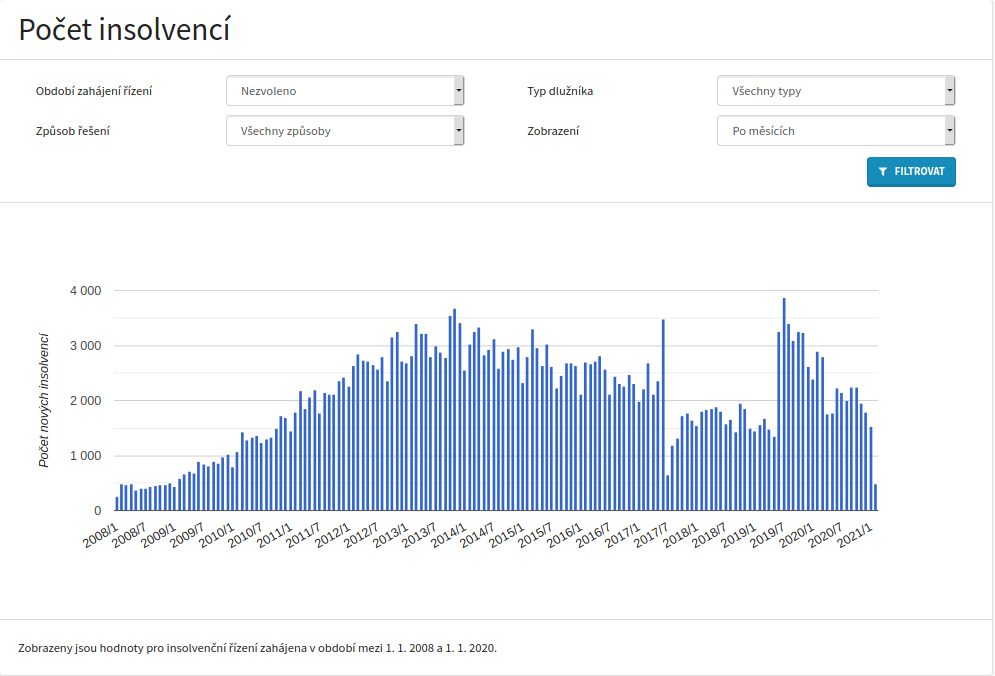 Počet insolvencí
Období zahájení řízení Nezvoleno Typ dlužníka Všechny typy
Způsob řešení Všechny způsoby Zobrazení Po měsících
FILTROVAT
4 000
3 000
2 000
1 000
0
Počet nových insolvencí
2008/1 2008/7 2009/1 2009/7 2010/1 2010/7 2011/1 2011/7 2012/1 2012/7 2013/1 2013/7 2014/1 2014/7 2015/1 2015/7 2016/1 2016/7 2017/1 2017/7 2018/1 2018/7 2019/1 2019/7 2020/1 2020/7 2021/1
Zobrazeny jsou hodnoty pro insolvenční řízení zahájena v období mezi 1. 1. 2008 a 1. 1. 2020.